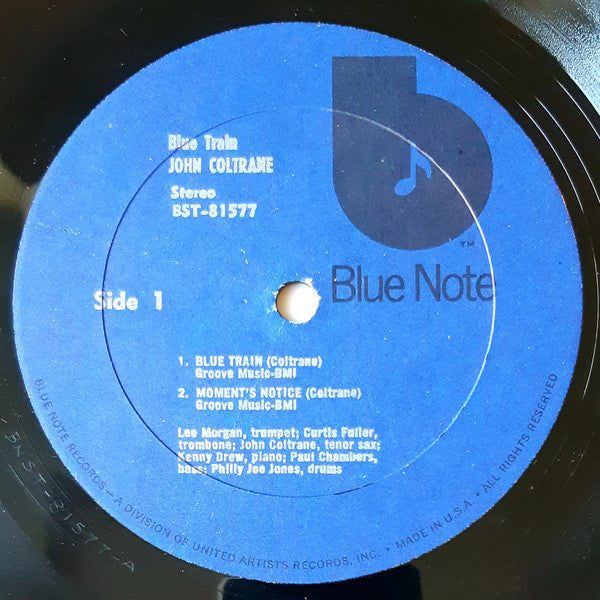 Blue Train
JOHN COLTRANE
Stereo
BST-81577
TM
Blue Note
Side 1
1. BLUE TRAIN (Coltrane)
Groove Music-BMI
2. MOMENT'S NOTICE (Coltrane)
Groove Music-BMI
Lee Morgan, trumpet; Curtis Fuller,
trombone; John Coltrane, tenor sax;
Kenny Drew, piano; Paul Chambers,
bass; Philly Joe Jones, drums
BLUE NOTE RECORDS — A DIVISION OF UNITED ARTISTS RECORDS, INC. • MADE IN U.S.A. • ALL RIGHTS RESERVED
BNST-81577-A